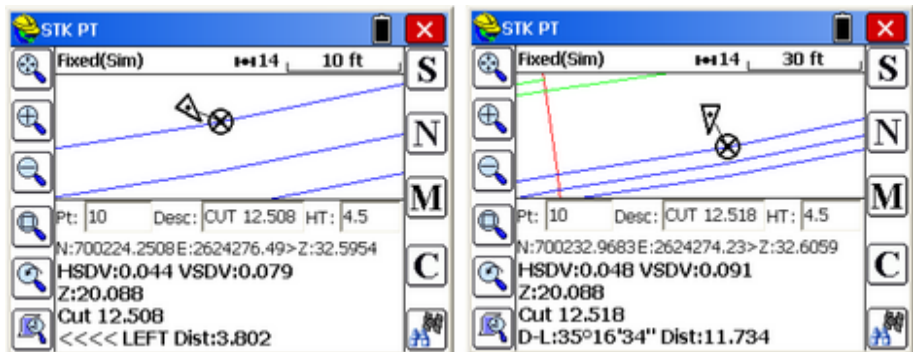 STK PT
Fixed(Sim) 14 10 ft
S
N
M
C
Pt: 10 Desc: CUT 12.508 HT: 4.5
N:700224.2508 E:2624276.49>Z:32.5954
HSDV:0.044 VSDV:0.079
Z:20.088
Cut 12.508
<<<< LEFT Dist:3.802
STK PT
Fixed(Sim) 14 30 ft
S
N
M
C
Pt: 10 Desc: CUT 12.518 HT: 4.5
N:700232.9683 E:2624274.23>Z:32.6059
HSDV:0.048 VSDV:0.091
Z:20.088
Cut 12.518
D-L:35º16'34" Dist:11.734